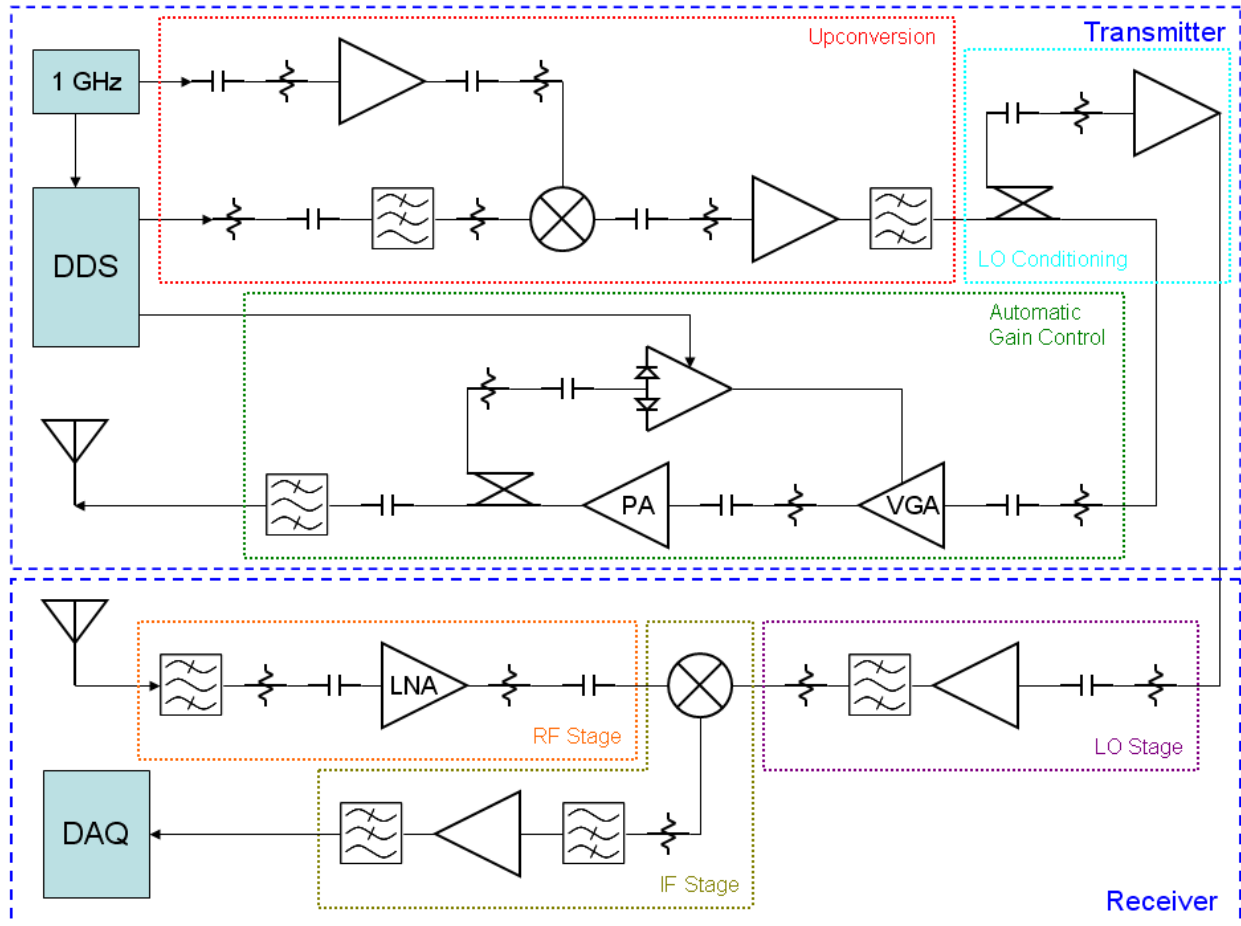 Transmitter
Upconversion
1 GHz
DDS
LO Conditioning
Automatic
Gain Control
PA
VGA
LNA
RF Stage
LO Stage
DAQ
IF Stage
Receiver